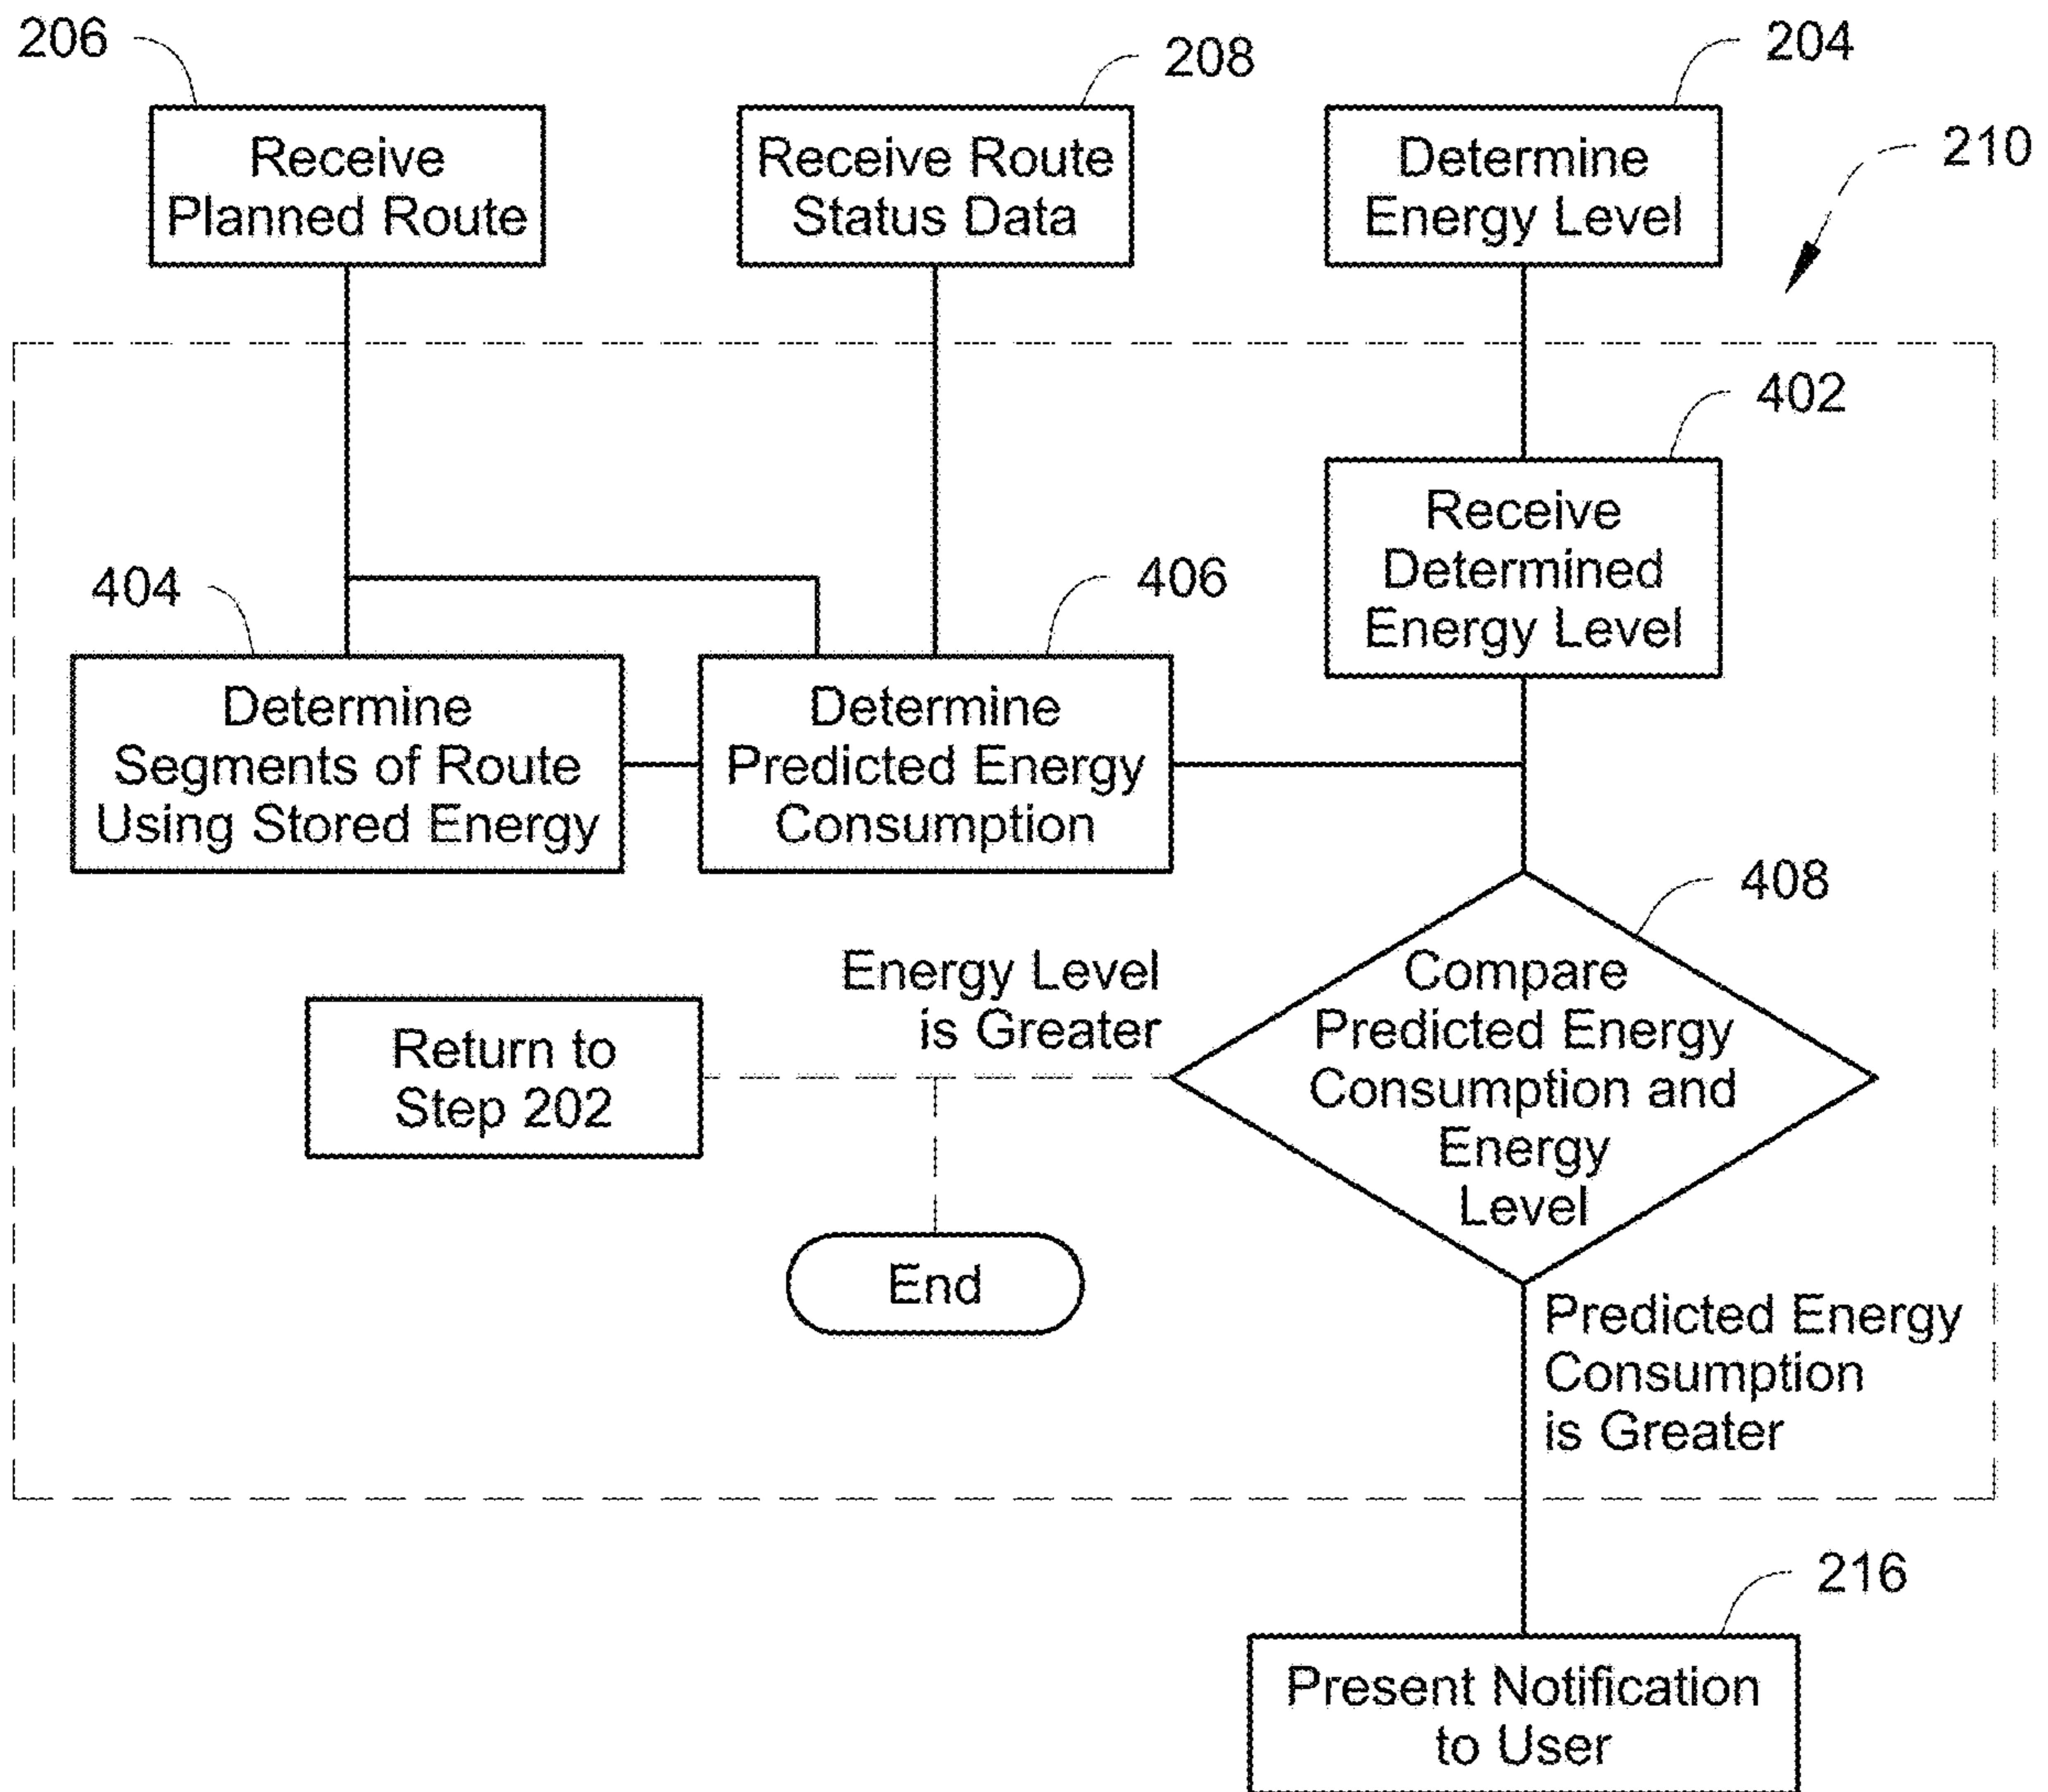 206
208
204
210
Receive
Planned Route
Receive Route
Status Data
Determine
Energy Level
402
Receive
Determined
Energy Level
404
406
Determine
Segments of Route
Using Stored Energy
Determine
Predicted Energy
Consumption
408
Energy Level
is Greater
Compare
Predicted Energy
Consumption and
Energy
Level
Return to
Step 202
End
Predicted Energy
Consumption
is Greater
216
Present Notification
to User